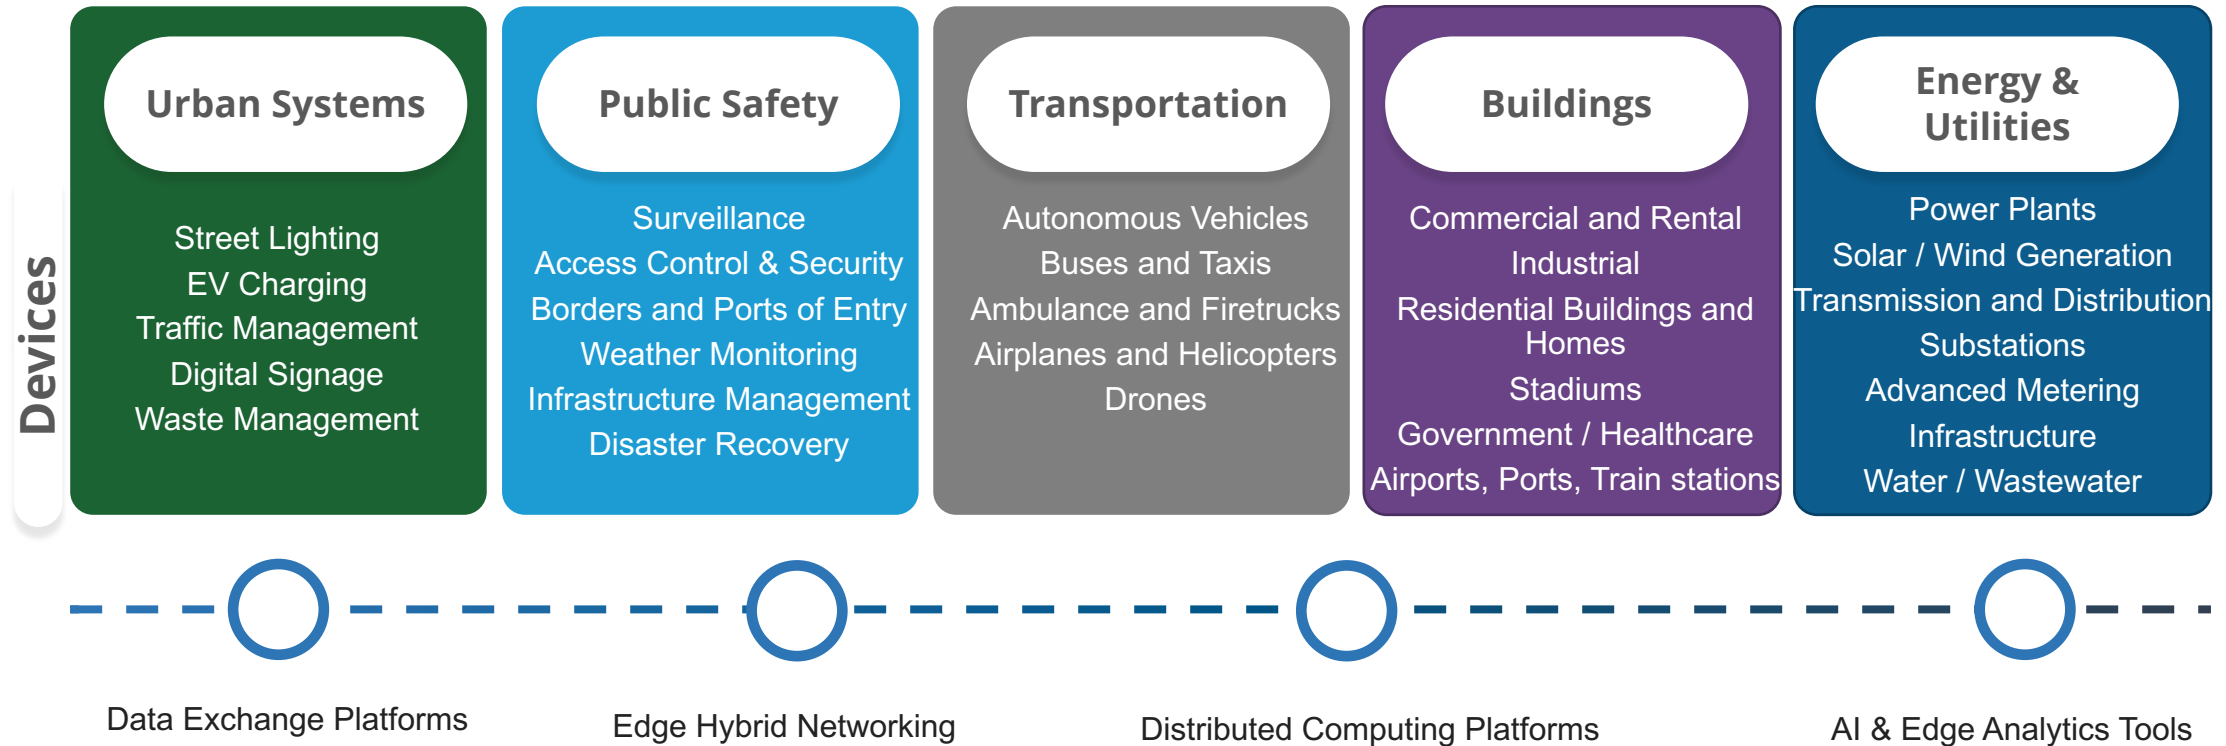 Devices
Urban Systems
Street Lighting
EV Charging
Traffic Management
Digital Signage
Waste Management
Public Safety
Surveillance
Access Control & Security
Borders and Ports of Entry
Weather Monitoring
Infrastructure Management
Disaster Recovery
Transportation
Autonomous Vehicles
Buses and Taxis
Ambulance and Firetrucks
Airplanes and Helicopters
Drones
Buildings
Commercial and Rental
Industrial
Residential Buildings and
Homes
Stadiums
Government / Healthcare
Airports, Ports, Train stations
Energy &
Utilities
Power Plants
Solar / Wind Generation
Transmission and Distribution
Substations
Advanced Metering
Infrastructure
Water / Wastewater
Data Exchange Platforms
Edge Hybrid Networking
Distributed Computing Platforms
AI & Edge Analytics Tools